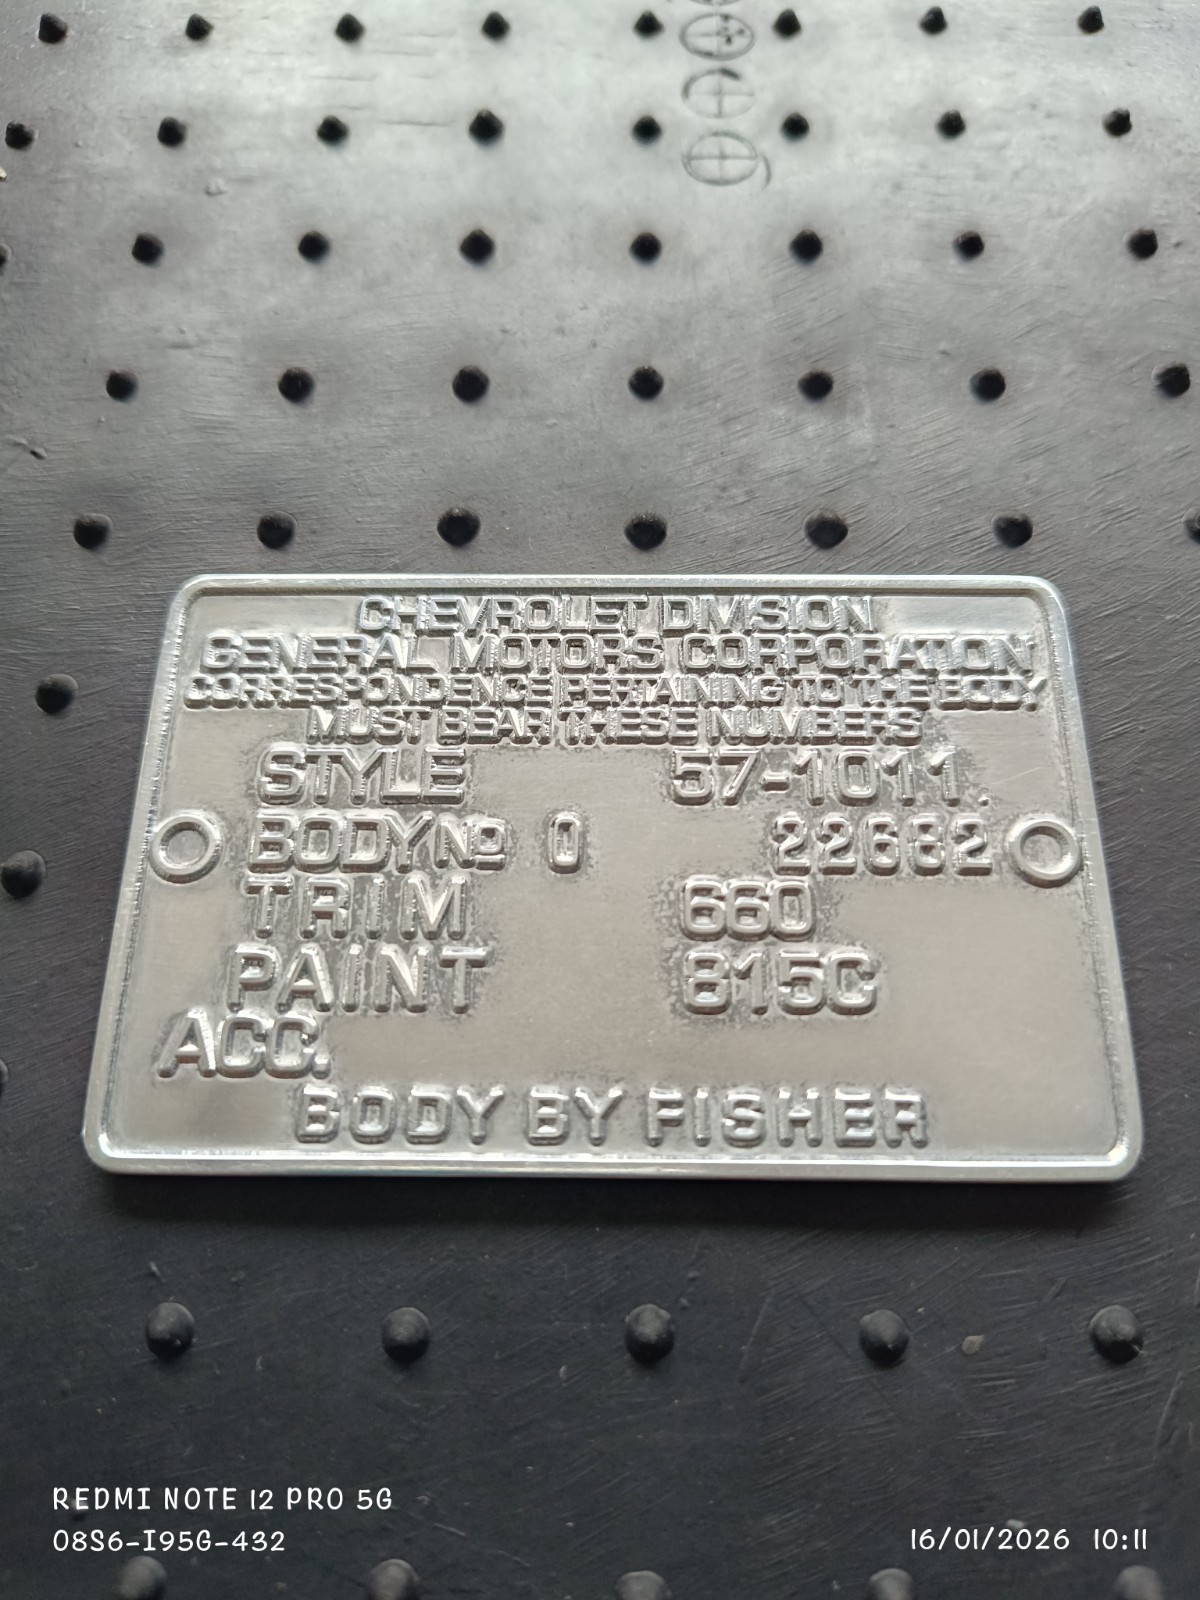 CHEVROLET DIVISION
GENERAL MOTORS CORPORATION
CORRESPONDENCE PERTAINING TO THE BODY
MUST BEAR THESE NUMBERS
STYLE 57-1011.
BODY No 0 22682
TRIM 660
PAINT 815C
ACC.
BODY BY FISHER
REDMI NOTE 12 PRO 5G
08S6-I95G-432
16/01/2026 10:11